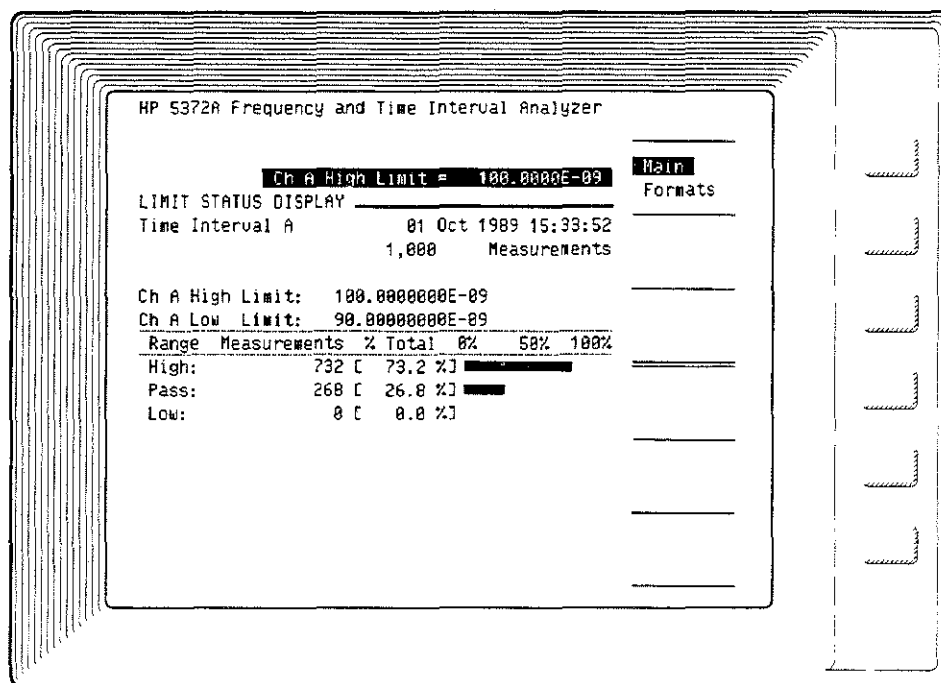 HP 5372A Frequency and Time Interval Analyzer
Ch A High Limit = 100.0000E-09
Main
Formats
LIMIT STATUS DISPLAY
Time Interval A 01 Oct 1989 15:33:52
1,000 Measurements
Ch A High Limit: 100.0000000E-09
Ch A Low Limit: 90.00000000E-09
Range Measurements % Total 0% 50% 100%
High: 732 [ 73.2 %]
Pass: 268 [ 26.8 %]
Low: 0 [ 0.0 %]